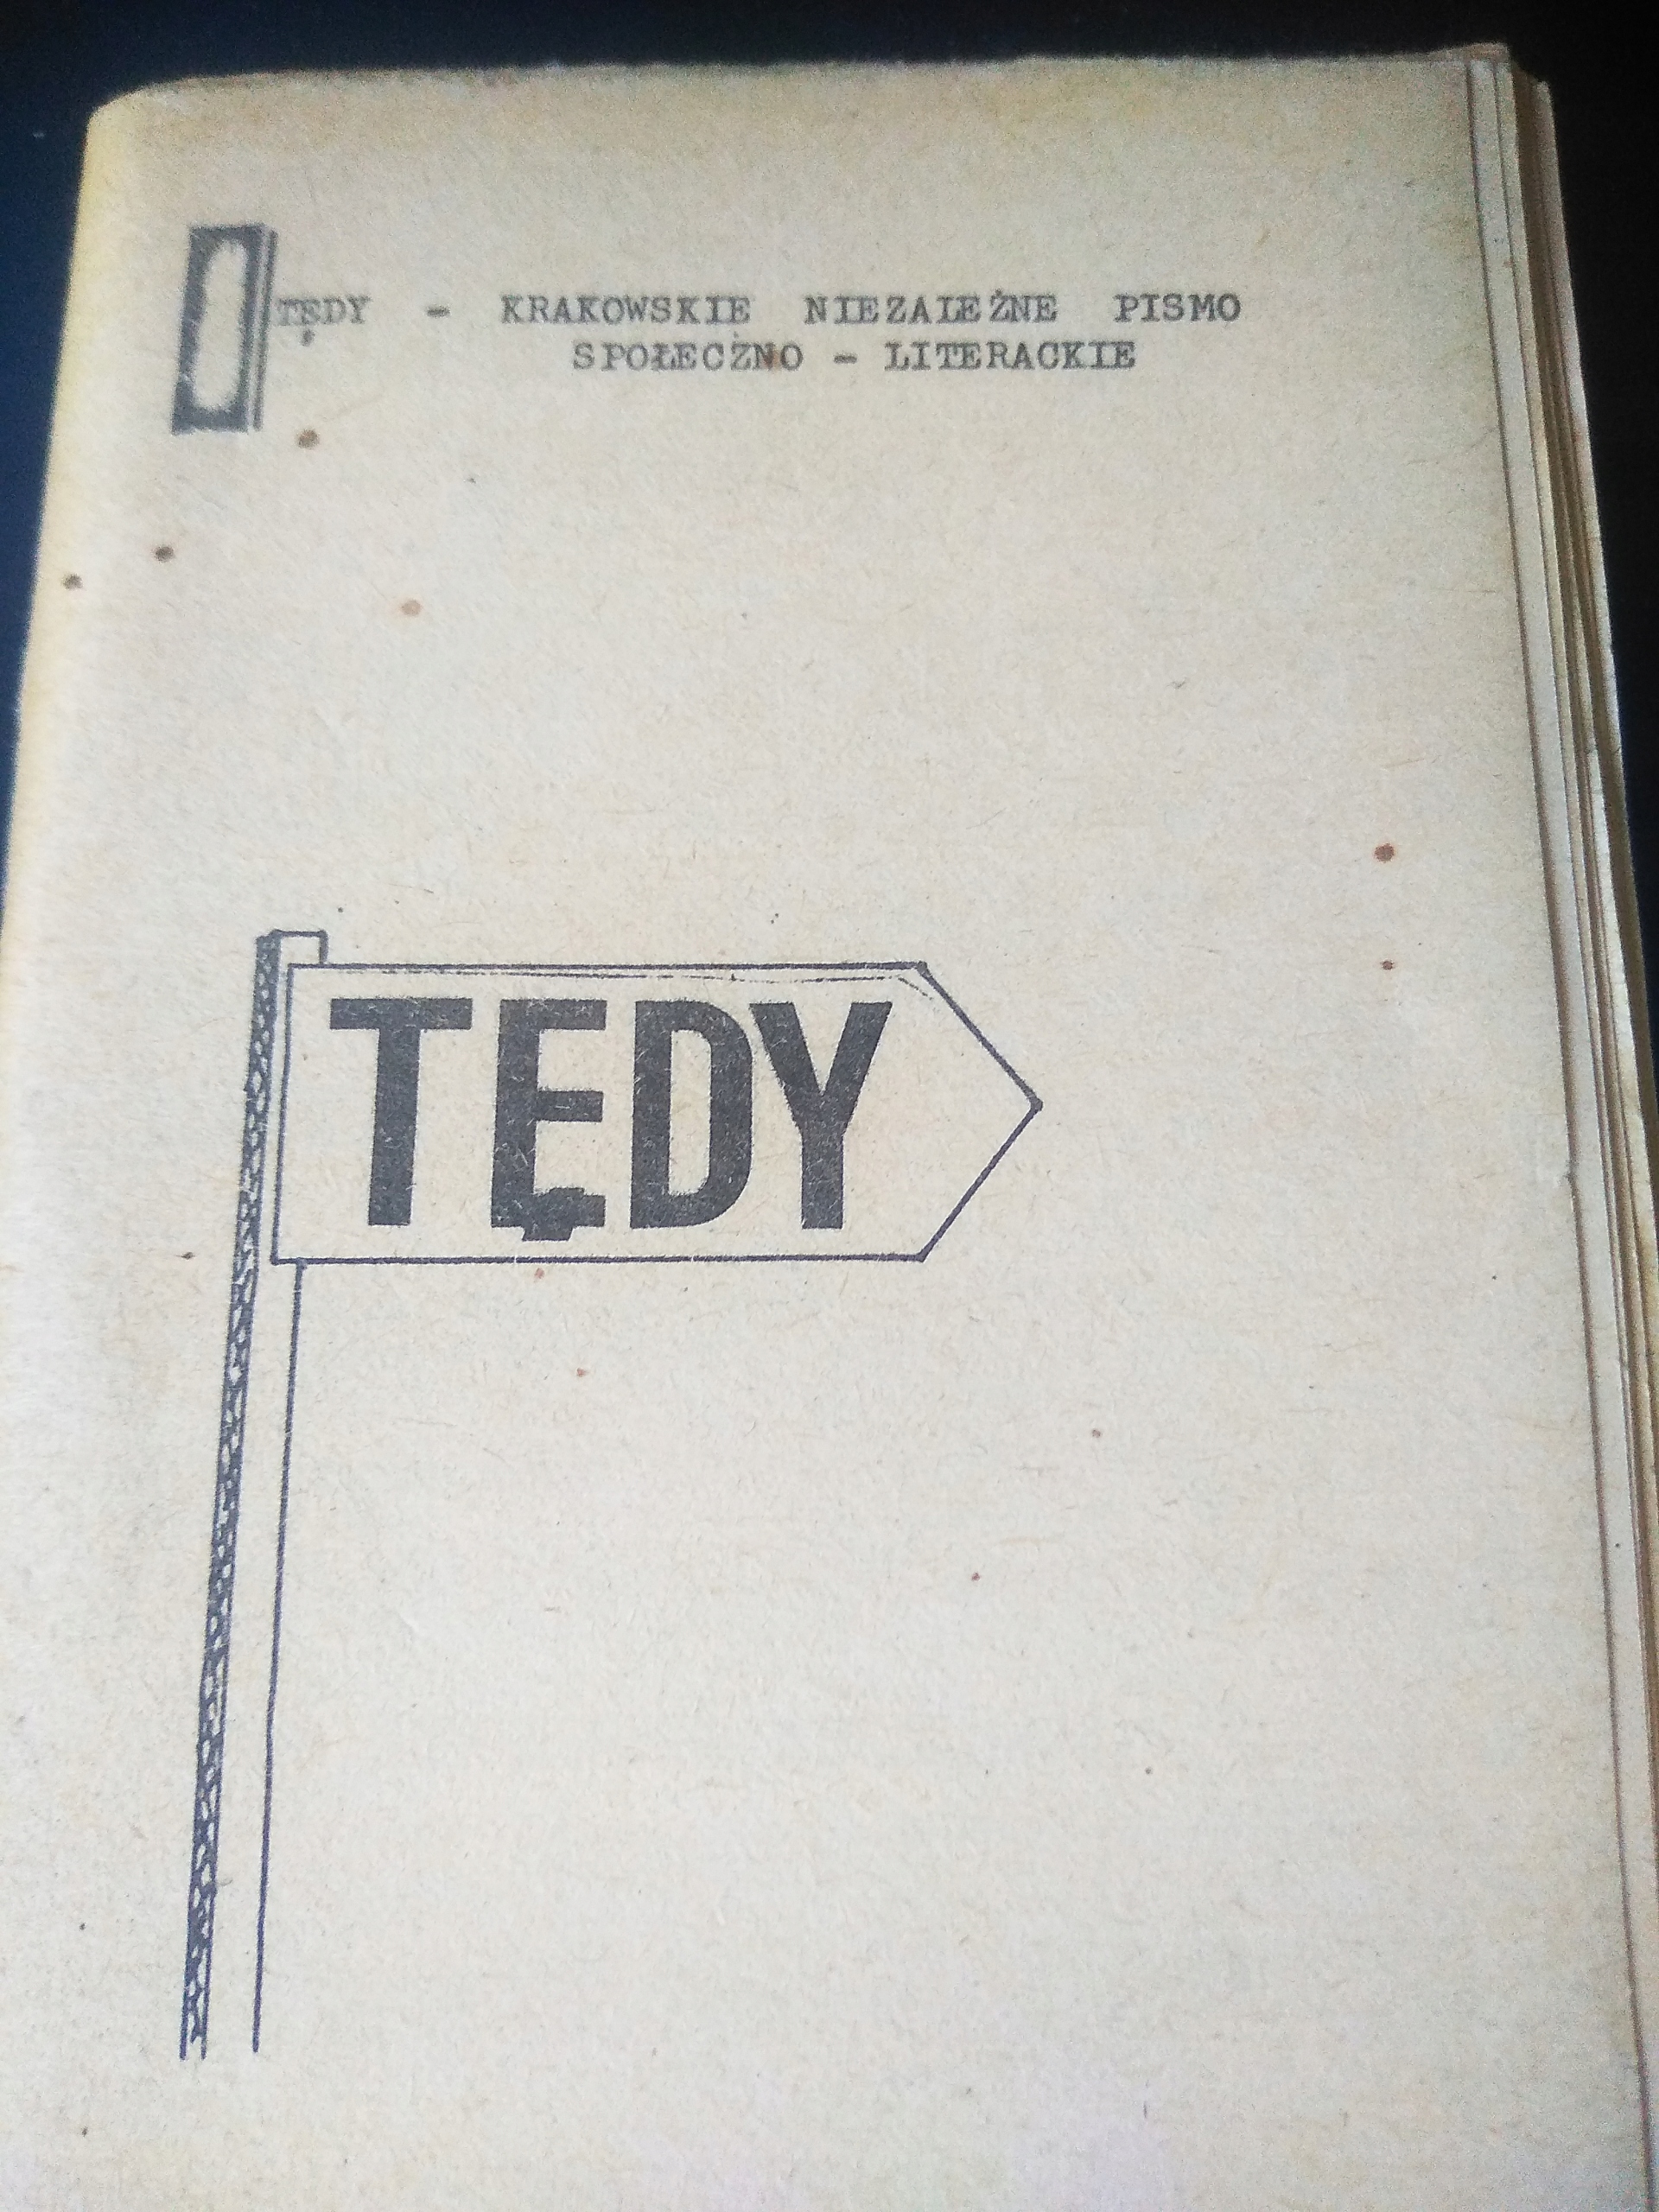 TĘDY - KRAKOWSKIE NIEZALEŻNE PISMO
SPOŁECZNO - LITERACKIE
TĘDY